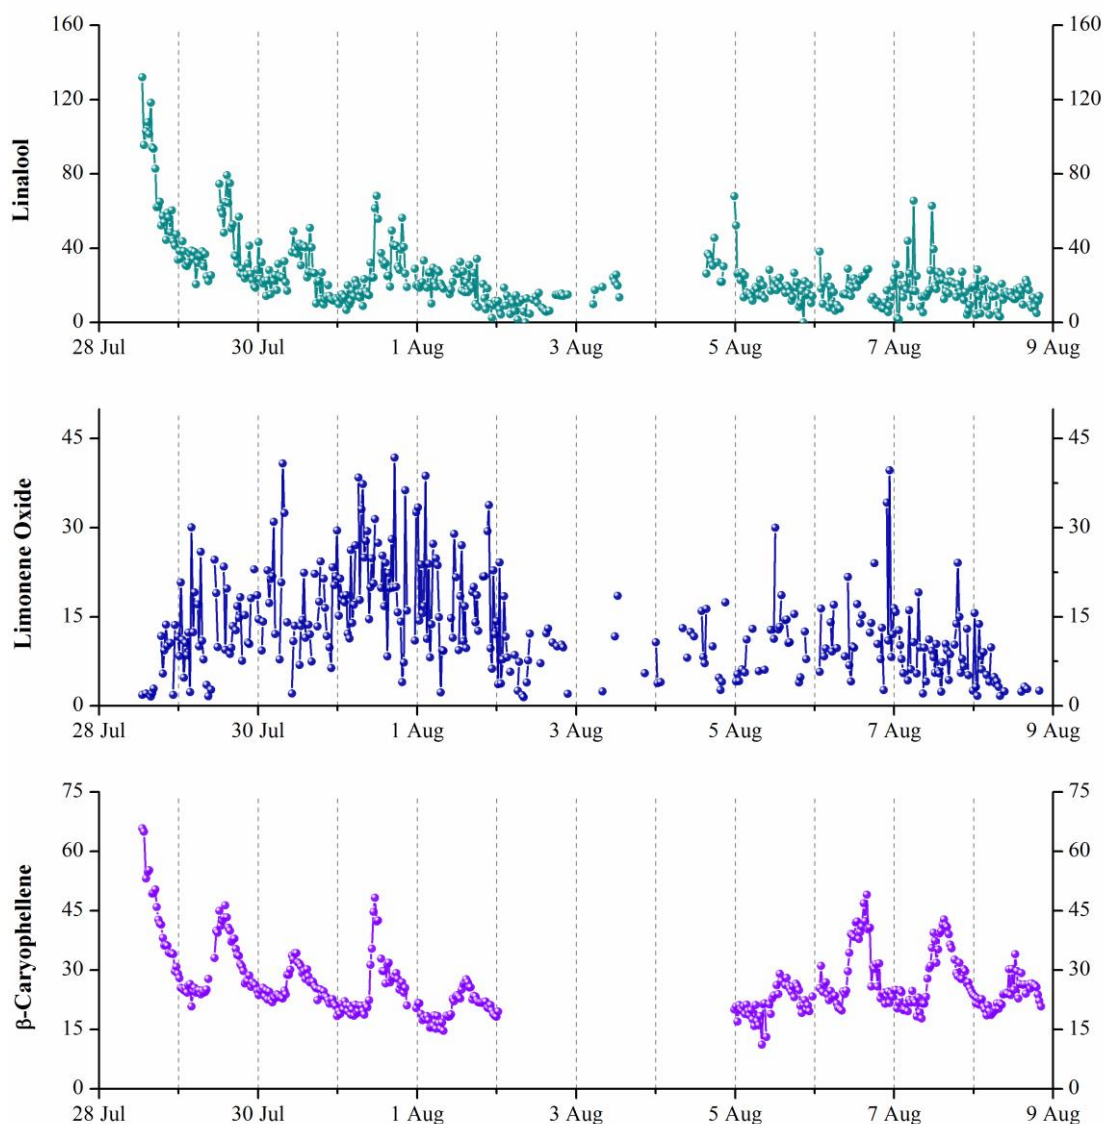 160 160
120 120
80 80
40 40
0 0
Linalool
28 Jul 30 Jul 1 Aug 3 Aug 5 Aug 7 Aug 9 Aug
45 45
30 30
15 15
0 0
Limonene Oxide
28 Jul 30 Jul 1 Aug 3 Aug 5 Aug 7 Aug 9 Aug
75 75
60 60
45 45
30 30
15 15
0 0
β-Caryophellene
28 Jul 30 Jul 1 Aug 3 Aug 5 Aug 7 Aug 9 Aug